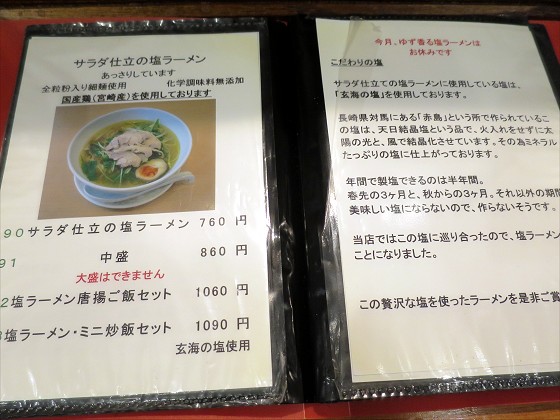 サラダ仕立の塩ラーメン
あっさりしています
全粒粉入り細麺使用 化学調味料無添加
国産鶏(宮崎産)を使用しております
90サラダ仕立の塩ラーメン 760 円
91 中盛 860 円
大盛はできません
2塩ラーメン唐揚ご飯セット 1060 円
塩ラーメン・ミニ炒飯セット 1090 円
玄海の塩使用
今月、ゆず香る塩ラーメンは
お休みです
こだわりの塩
サラダ仕立ての塩ラーメンに使用している塩は、
「玄海の塩」を使用しております。
長崎県対馬にある「赤島」という所で作られているこ
の塩は、天日結晶塩という品で、火入れをせずに太
陽の光と、風で結晶化させています。その為ミネラル
たっぷりの塩に仕上がっております。
年間で製塩できるのは半年間。
春先の3ヶ月と、秋からの3ヶ月。それ以外の期間
美味しい塩にならないので、作らないそうです。
当店ではこの塩に巡り合ったので、塩ラーメン
ことになりました。
この贅沢な塩を使ったラーメンを是非ご賞